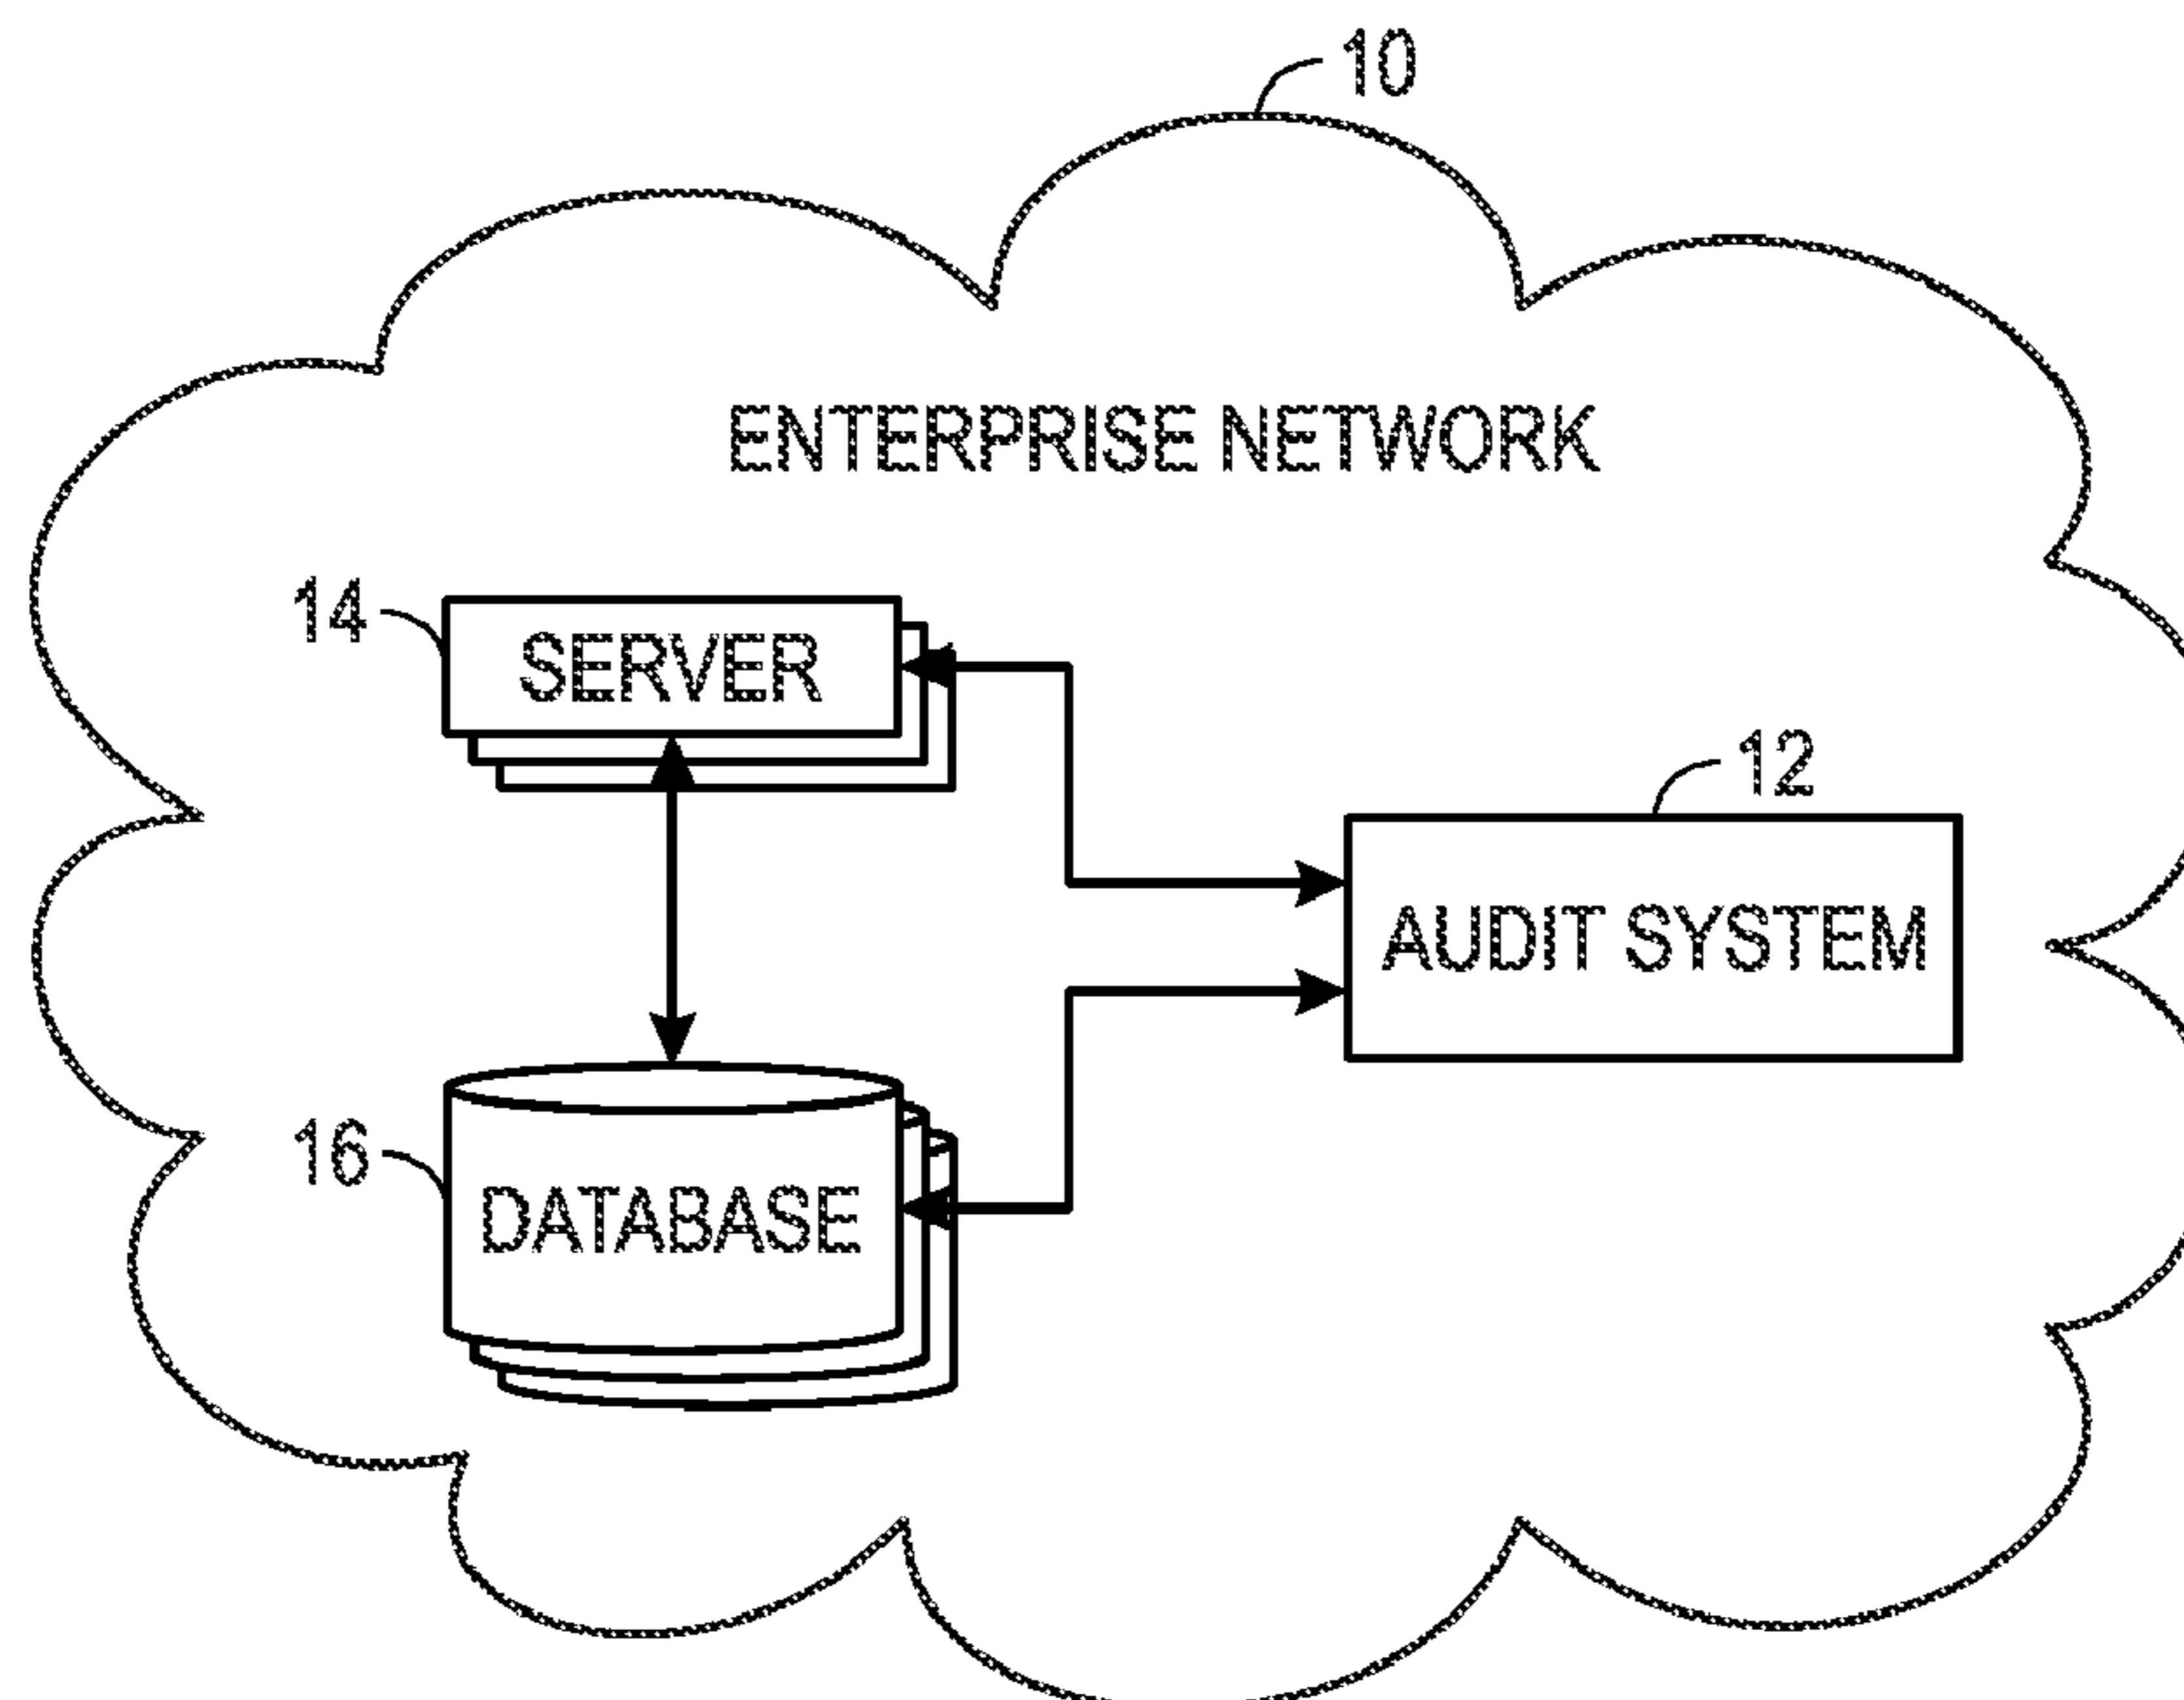 10
ENTERPRISE NETWORK
14
SERVER
12
AUDIT SYSTEM
16
DATABASE